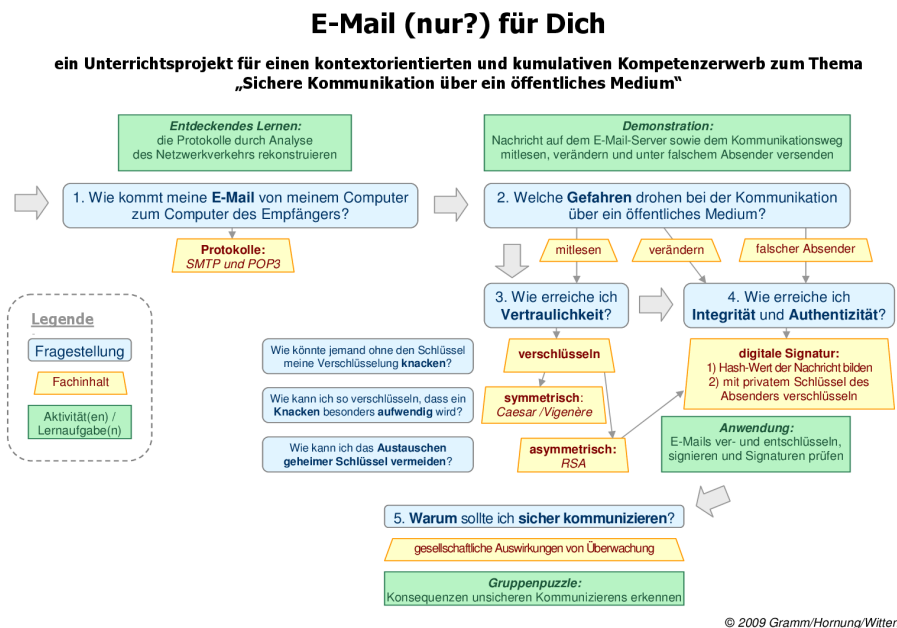 E-Mail (nur?) für Dich
ein Unterrichtsprojekt für einen kontextorientierten und kumulativen Kompetenzerwerb zum Thema
„Sichere Kommunikation über ein öffentliches Medium“
Entdeckendes Lernen:
die Protokolle durch Analyse
des Netzwerkverkehrs rekonstruieren
Demonstration:
Nachricht auf dem E-Mail-Server sowie dem Kommunikationsweg
mitlesen, verändern und unter falschem Absender versenden
1. Wie kommt meine E-Mail von meinem Computer
zum Computer des Empfängers?
2. Welche Gefahren drohen bei der Kommunikation
über ein öffentliches Medium?
Protokolle:
SMTP und POP3
mitlesen
verändern
falscher Absender
3. Wie erreiche ich
Vertraulichkeit?
4. Wie erreiche ich
Integrität und Authentizität?
Legende
Fragestellung
Fachinhalt
Aktivität(en) /
Lernaufgabe(n)
Wie könnte jemand ohne den Schlüssel
meine Verschlüsselung knacken?
Wie kann ich so verschlüsseln, dass ein
Knacken besonders aufwendig wird?
Wie kann ich das Austauschen
geheimer Schlüssel vermeiden?
verschlüsseln
symmetrisch:
Caesar /Vigenère
asymmetrisch:
RSA
digitale Signatur:
1) Hash-Wert der Nachricht bilden
2) mit privatem Schlüssel des
Absenders verschlüsseln
Anwendung:
E-Mails ver- und entschlüsseln,
signieren und Signaturen prüfen
5. Warum sollte ich sicher kommunizieren?
gesellschaftliche Auswirkungen von Überwachung
Gruppenpuzzle:
Konsequenzen unsicheren Kommunizierens erkennen
© 2009 Gramm/Hornung/Witter